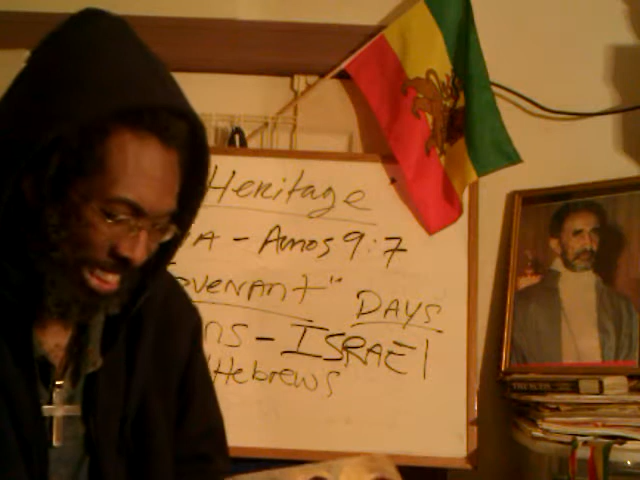 Heritage
A - Amos 9:7
ovenant"
DAYS
ns - ISRAEl
Hebrews